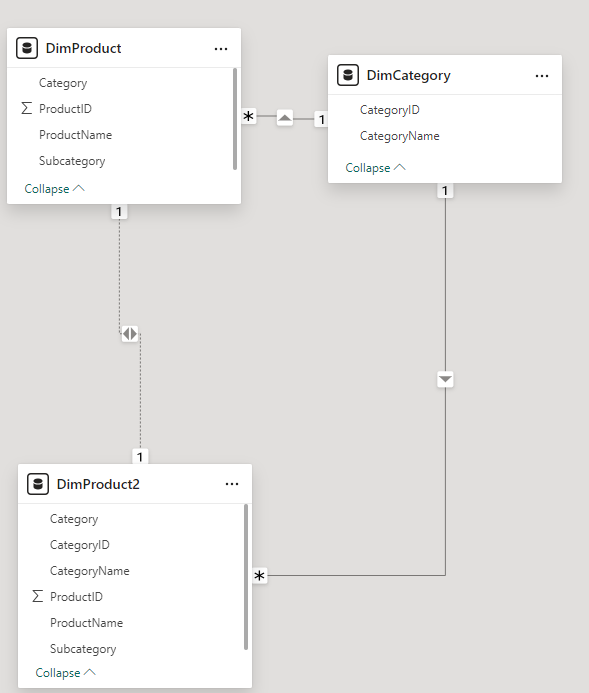 DimProduct
Category
ProductID
ProductName
Subcategory
Collapse
DimCategory
CategoryID
CategoryName
Collapse
*
1
1
1
1
DimProduct2
Category
CategoryID
CategoryName
ProductID
ProductName
Subcategory
Collapse
*